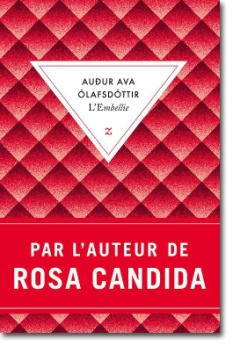 AUÐUR AVA
ÓLAFSDÓTTIR
L'Embellie
z
PAR L'AUTEUR DE
ROSA CANDIDA